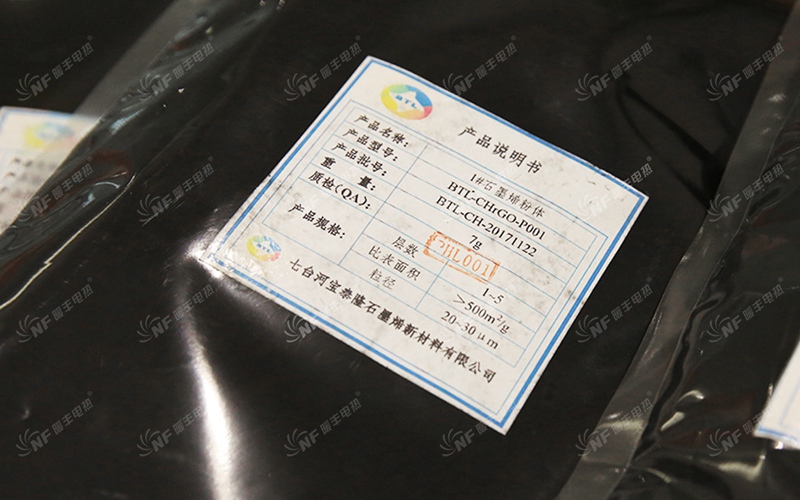 BTL
产品说明书
产品名称: 1#石墨烯粉体
产品型号: BTL-CHrGO-P001
产品批号: BTL-CH-20171122
重 量: 7g
质检(QA): PHL001
产品规格: 层数 1-5
比表面积 >500m²/g
粒径 20~30μm
BTL
七台河宝泰隆石墨烯新材料有限公司
NF暖丰电热